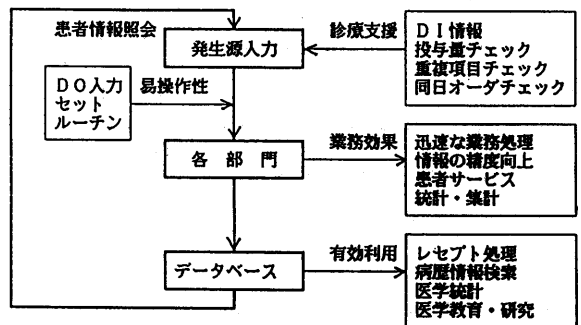 患者情報照会
発生源入力
診療支援
DI情報
投与量チェック
重複項目チェック
同日オーダチェック
DO入力
セット
ルーチン
易操作性
各部門
業務効果
迅速な業務処理
情報の精度向上
患者サービス
統計・集計
データベース
有効利用
レセプト処理
病歴情報検索
医学統計
医学教育・研究